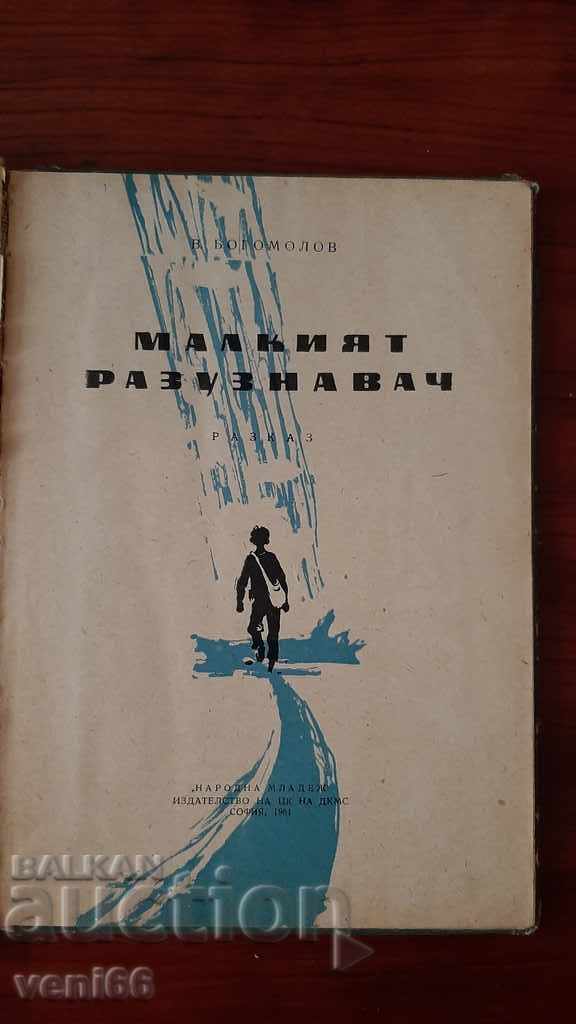 В. БОГОМОЛОВ
МАЛКИЯТ
РАЗУЗНАВАЧ
РАЗКАЗ
„НАРОДНА МЛАДЕЖ“
ИЗДАТЕЛСТВО НА ЦК НА ДКМС
СОФИЯ, 1961
BALKAN
auction
veni66